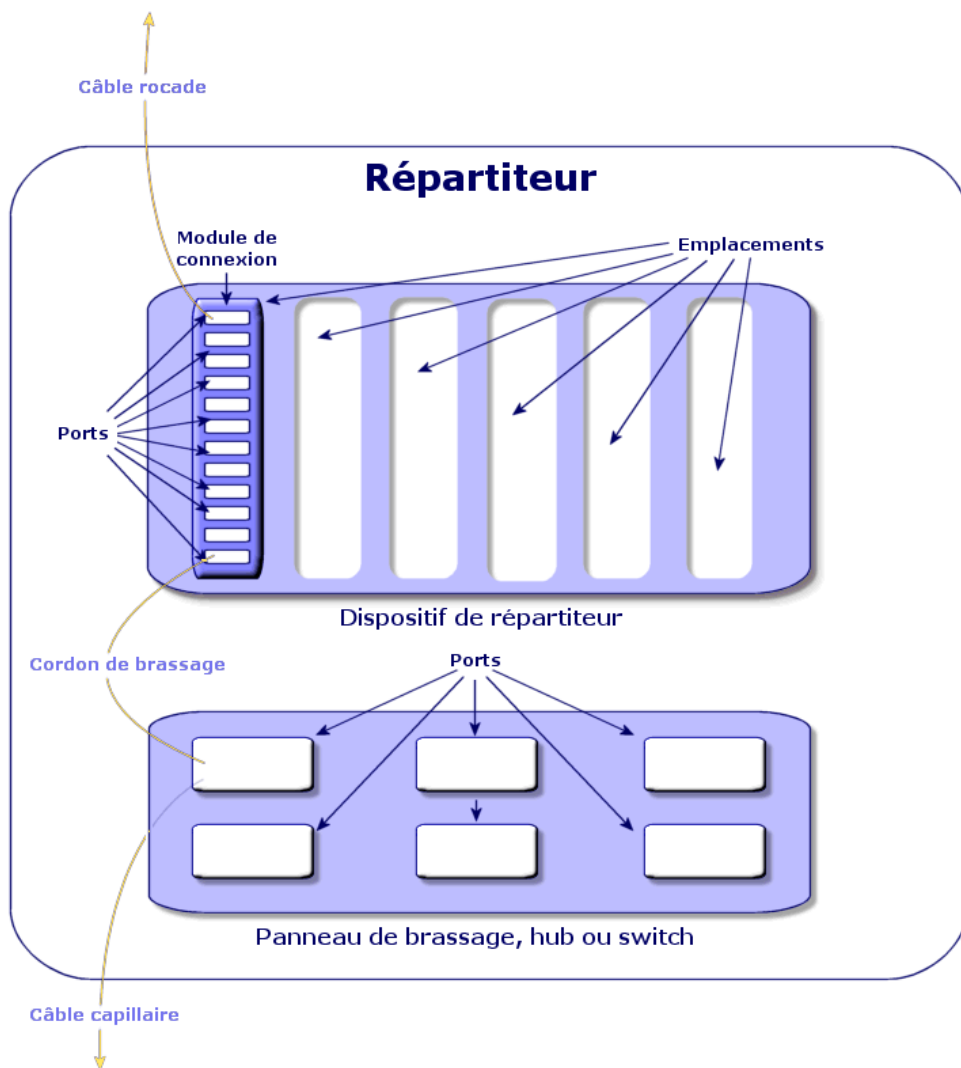 Câble rocade
Répartiteur
Module de
connexion
Emplacements
Ports
Dispositif de répartiteur
Cordon de brassage
Ports
Panneau de brassage, hub ou switch
Câble capillaire